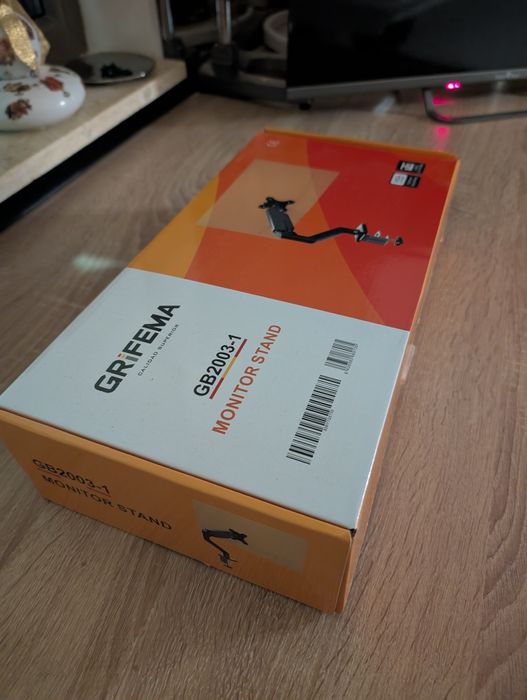 GRIFEMA
CALIDAD SUPERIOR
GB2003-1
MONITOR STAND
GB2003-1
MONITOR STAND